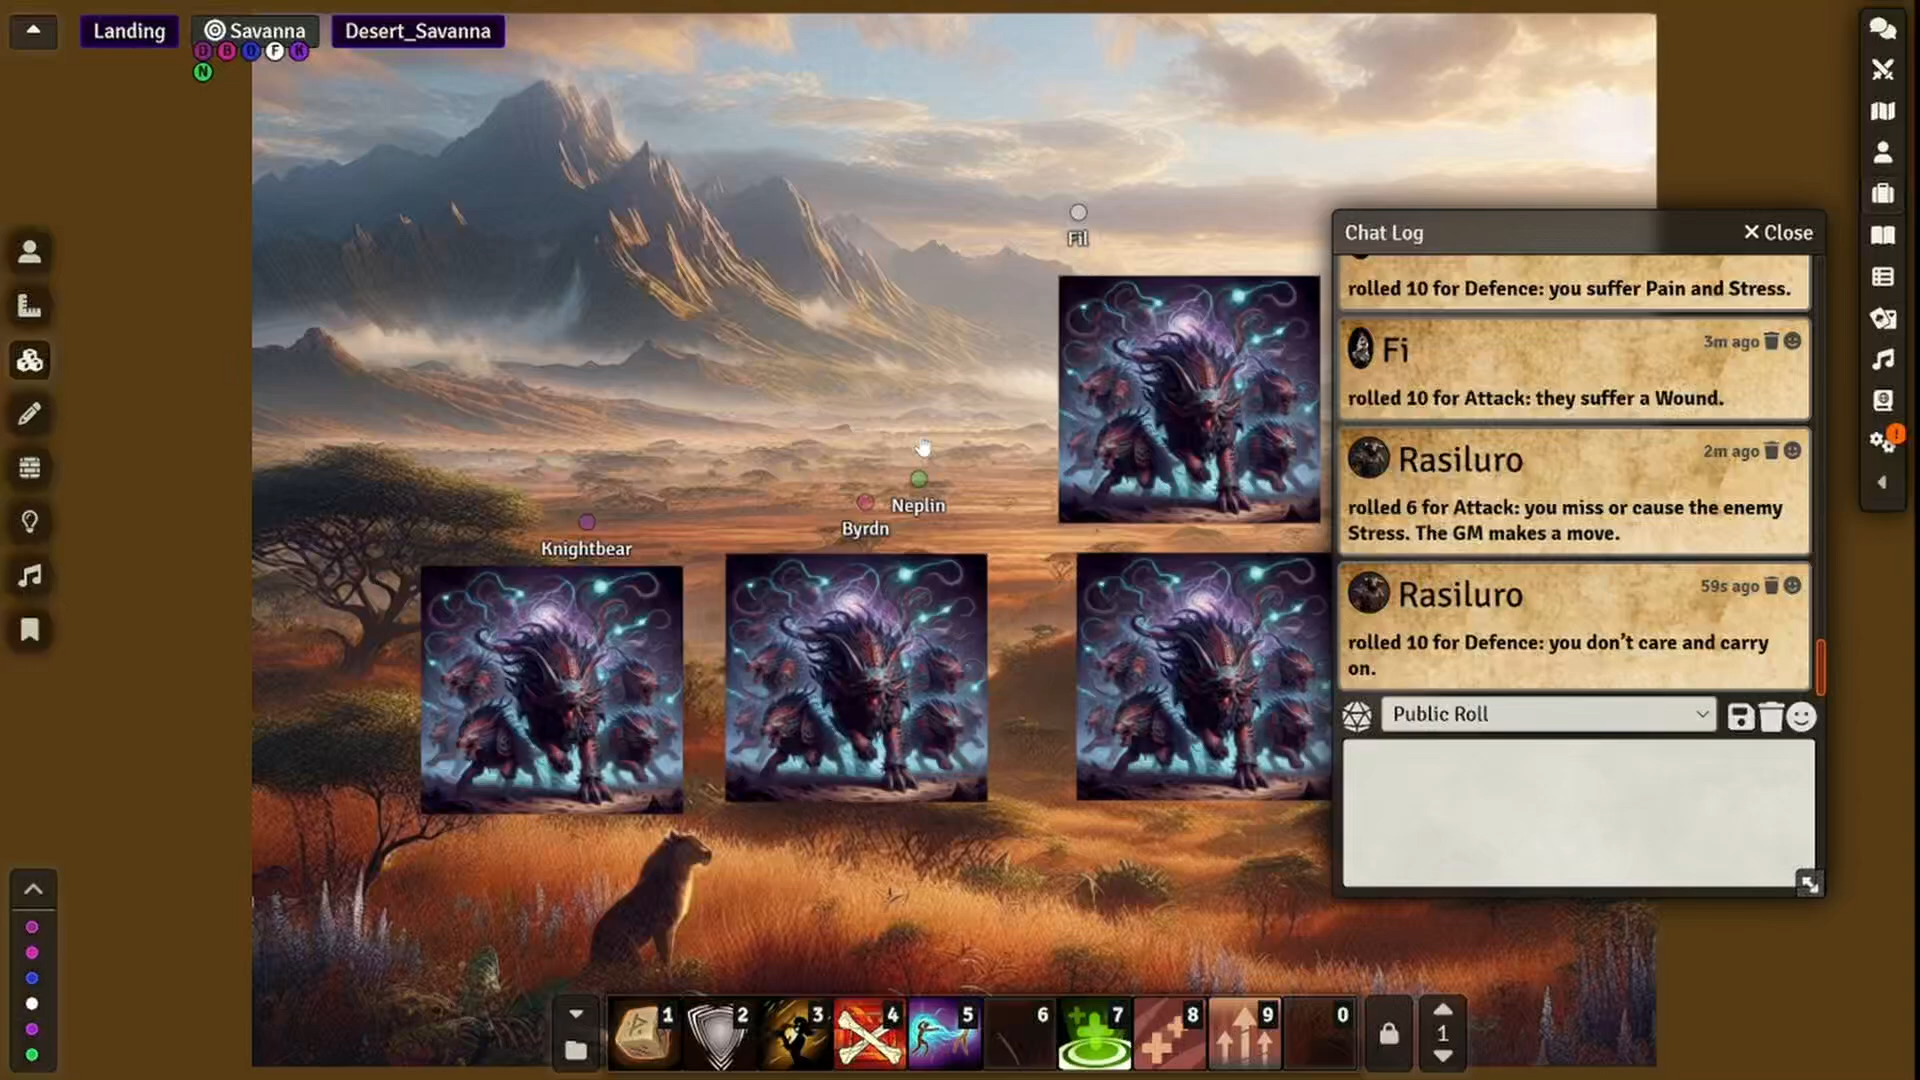 Landing
Savanna
Desert_Savanna
D B D F K
N
Fil
Chat Log
Close
rolled 10 for Defence: you suffer Pain and Stress.
Fi
3m ago
rolled 10 for Attack: they suffer a Wound.
Rasiluro
2m ago
rolled 6 for Attack: you miss or cause the enemy
Stress. The GM makes a move.
Neplin
Byrdn
Knightbear
Rasiluro
59s ago
rolled 10 for Defence: you don't care and carry
on.
Public Roll
1 2 3 4 5 6 7 8 9 0
1